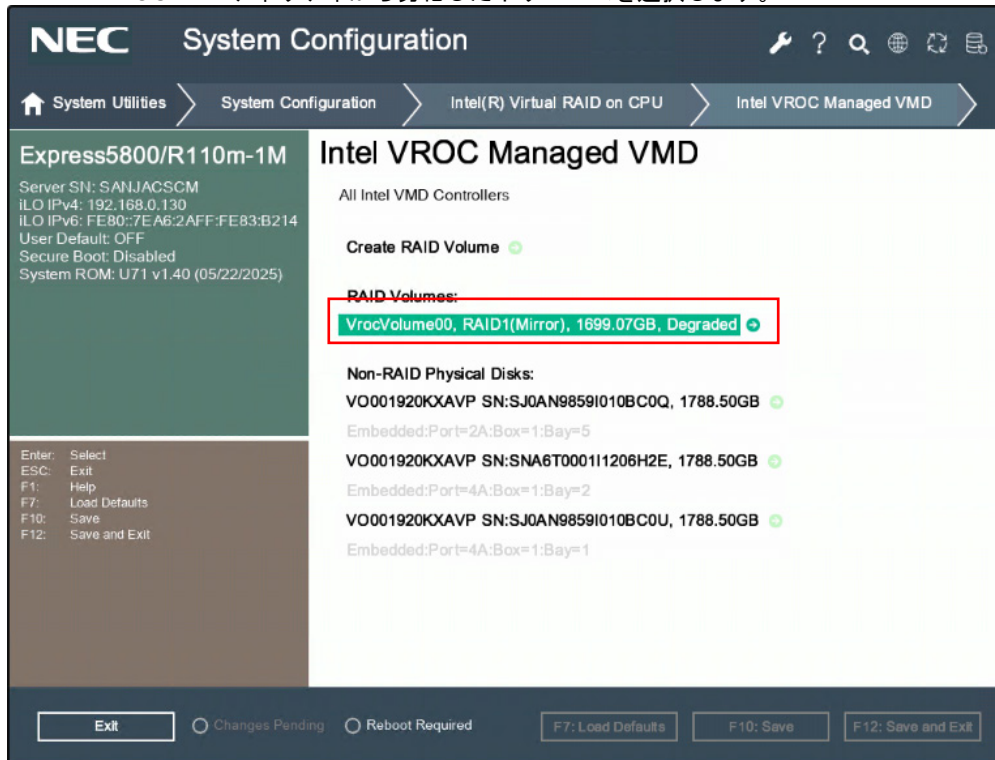 を選択します。
NEC System Configuration
System Utilities System Configuration Intel(R) Virtual RAID on CPU Intel VROC Managed VMD
Express5800/R110m-1M
Server SN: SANJACSCM
iLO IPv4: 192.168.0.130
iLO IPv6: FE80::7EA6:2AFF:FE83:B214
User Default: OFF
Secure Boot: Disabled
System ROM: U71 v1.40 (05/22/2025)
Enter: Select
ESC: Exit
F1: Help
F7: Load Defaults
F10: Save
F12: Save and Exit
Intel VROC Managed VMD
All Intel VMD Controllers
Create RAID Volume
RAID Volumes:
VrocVolume00, RAID1(Mirror), 1699.07GB, Degraded
Non-RAID Physical Disks:
VO001920KXAVP SN:SJ0AN9859I010BC0Q, 1788.50GB
Embedded:Port=2A:Box=1:Bay=5
VO001920KXAVP SN:SNA6T0001I1206H2E, 1788.50GB
Embedded:Port=4A:Box=1:Bay=2
VO001920KXAVP SN:SJ0AN9859I010BC0U, 1788.50GB
Embedded:Port=4A:Box=1:Bay=1
Exit Changes Pending Reboot Required F7: Load Defaults F10: Save F12: Save and Exit